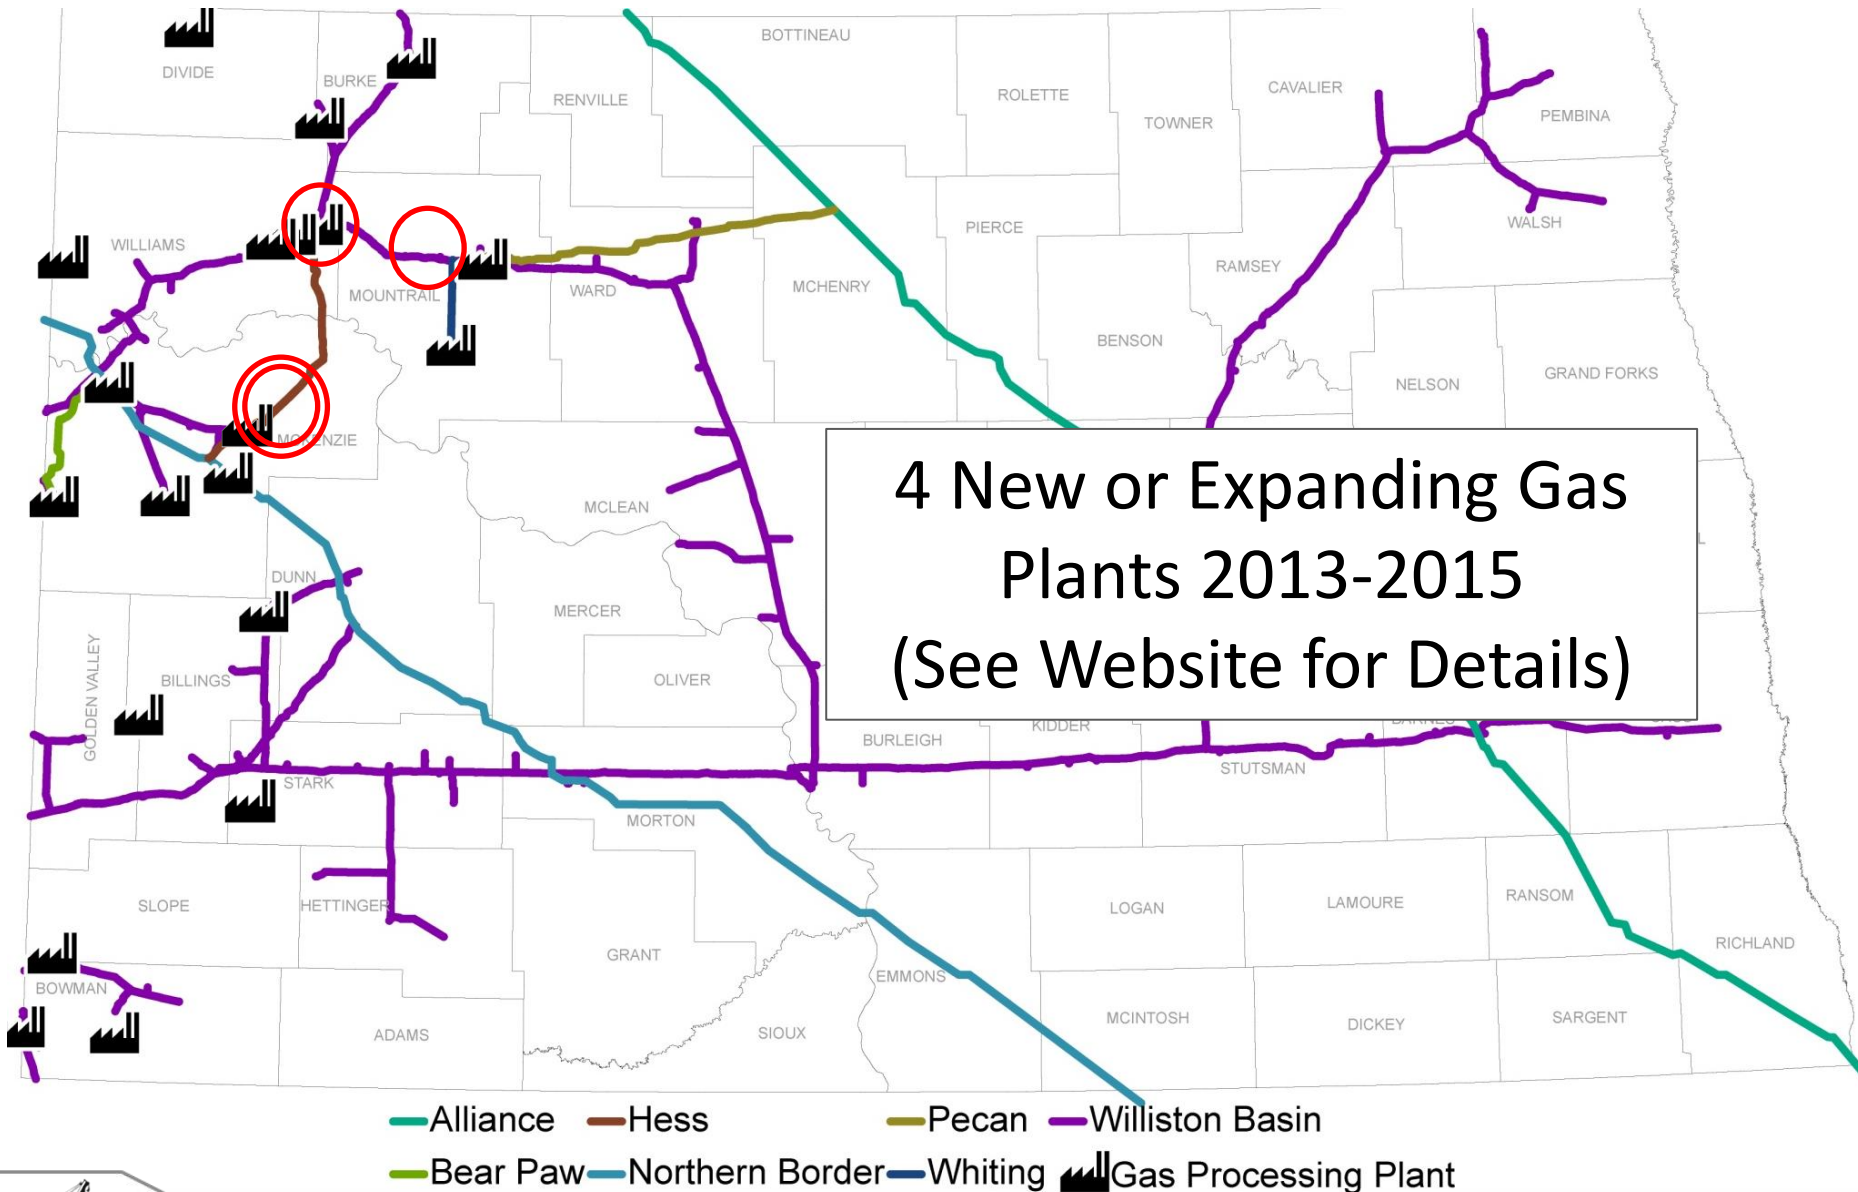 BOTTINEAU
DIVIDE
BURKE
RENVILLE
ROLETTE
CAVALIER
TOWNER
PEMBINA
WILLIAMS
PIERCE
WALSH
RAMSEY
MOUNTRAIL
WARD
MCHENRY
BENSON
NELSON
GRAND FORKS
MCKENZIE
MCLEAN
4 New or Expanding Gas
Plants 2013-2015
(See Website for Details)
DUNN
MERCER
GOLDEN VALLEY
BILLINGS
OLIVER
KIDDER
BARNES
BURLEIGH
STARK
STUTSMAN
MORTON
SLOPE
HETTINGER
LOGAN
LAMOURE
RANSOM
GRANT
RICHLAND
EMMONS
BOWMAN
ADAMS
SIOUX
MCINTOSH
DICKEY
SARGENT
Alliance
Hess
Pecan
Williston Basin
Bear Paw
Northern Border
Whiting
Gas Processing Plant